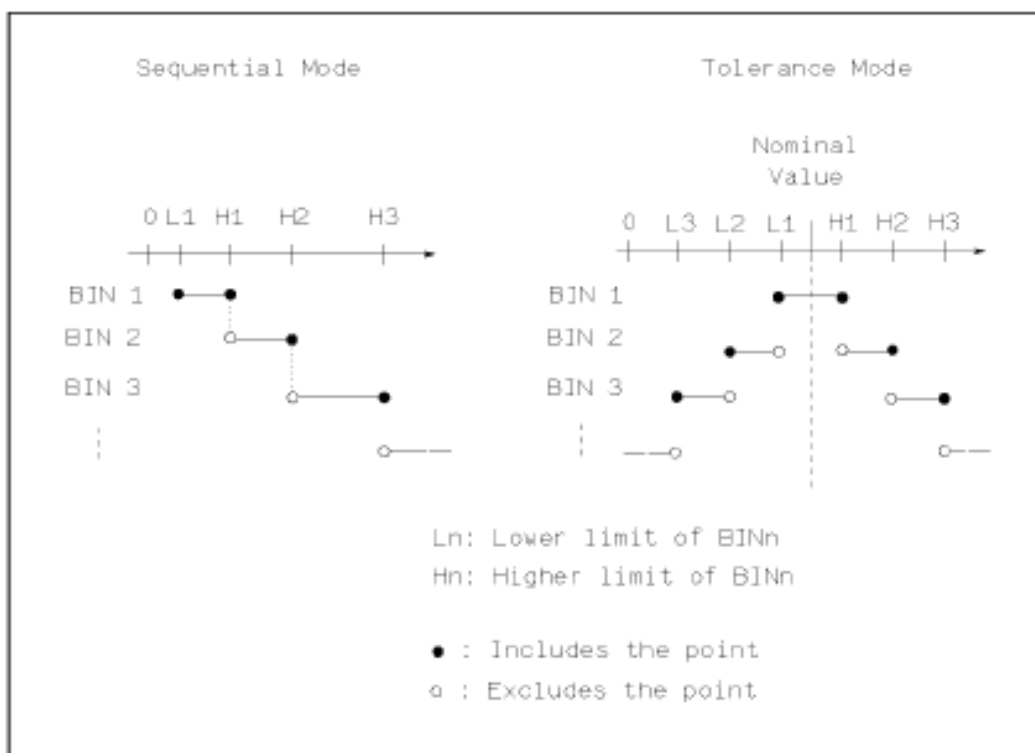 Sequential Mode
Tolerance Mode
Nominal
Value
0 L1 H1 H2 H3
0 L3 L2 L1 H1 H2 H3
BIN 1
BIN 2
BIN 3
BIN 1
BIN 2
BIN 3
Ln: Lower limit of BINn
Hn: Higher limit of BINn
● : Includes the point
○ : Excludes the point